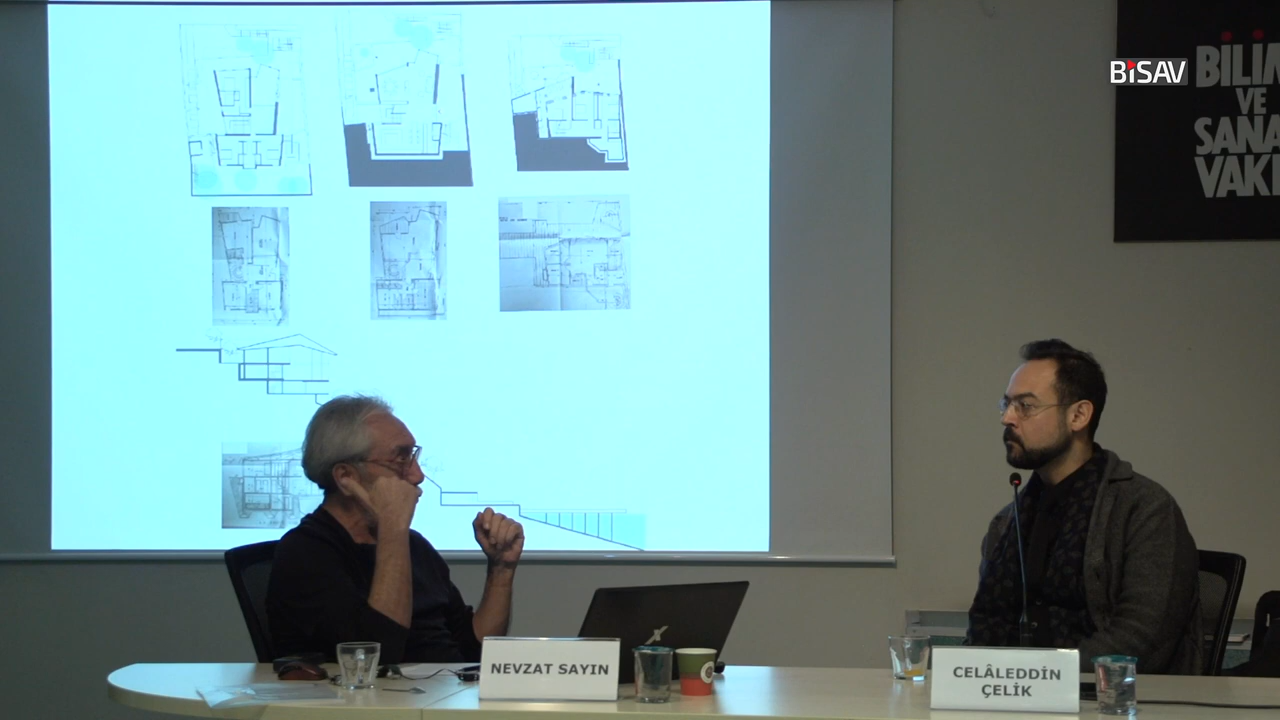 BİSAV
BİLİM
VE
SANA
VAKI
NEVZAT SAYIN
CELÂLEDDİN
ÇELİK